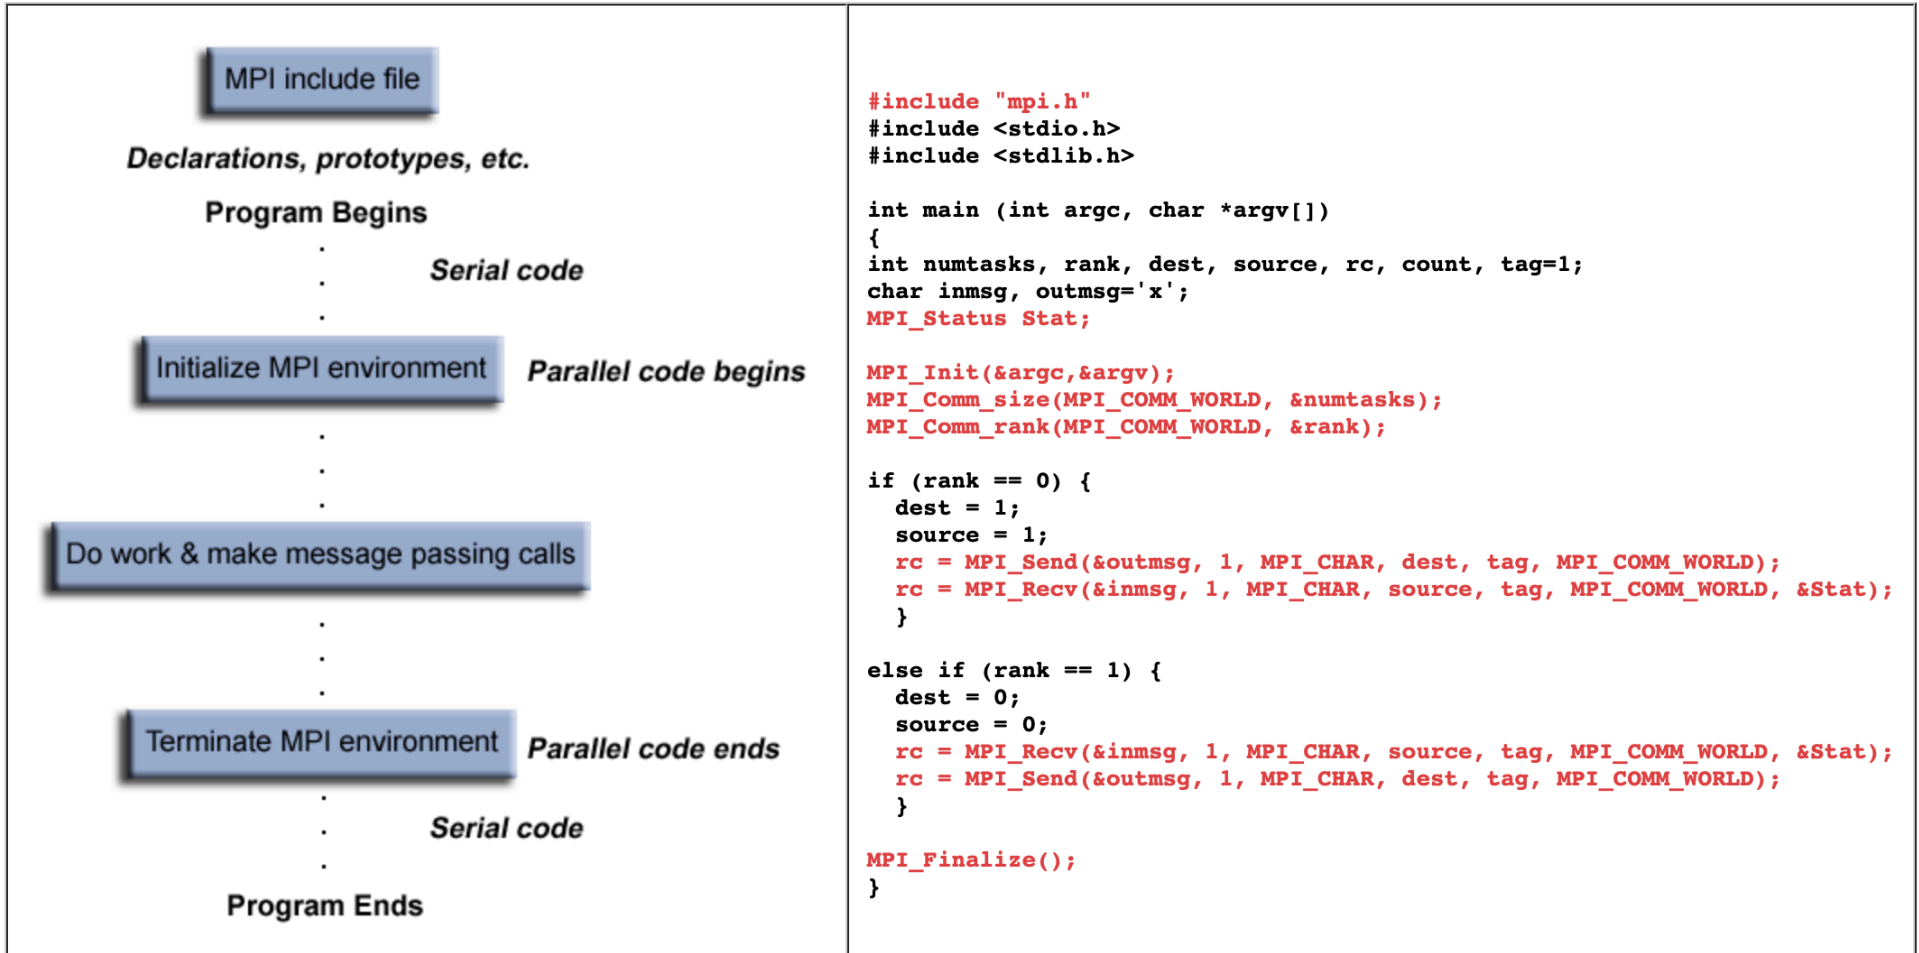 MPI include file
Declarations, prototypes, etc.
Program Begins
Serial code
Initialize MPI environment
Parallel code begins
Do work & make message passing calls
Terminate MPI environment
Parallel code ends
Serial code
Program Ends
#include "mpi.h"
#include <stdio.h>
#include <stdlib.h>
int main (int argc, char *argv[])
{
int numtasks, rank, dest, source, rc, count, tag=1;
char inmsg, outmsg='x';
MPI_Status Stat;
MPI_Init(&argc,&argv);
MPI_Comm_size(MPI_COMM_WORLD, &numtasks);
MPI_Comm_rank(MPI_COMM_WORLD, &rank);
if (rank == 0) {
  dest = 1;
  source = 1;
  rc = MPI_Send(&outmsg, 1, MPI_CHAR, dest, tag, MPI_COMM_WORLD);
  rc = MPI_Recv(&inmsg, 1, MPI_CHAR, source, tag, MPI_COMM_WORLD, &Stat);
  }
else if (rank == 1) {
  dest = 0;
  source = 0;
  rc = MPI_Recv(&inmsg, 1, MPI_CHAR, source, tag, MPI_COMM_WORLD, &Stat);
  rc = MPI_Send(&outmsg, 1, MPI_CHAR, dest, tag, MPI_COMM_WORLD);
  }
MPI_Finalize();
}